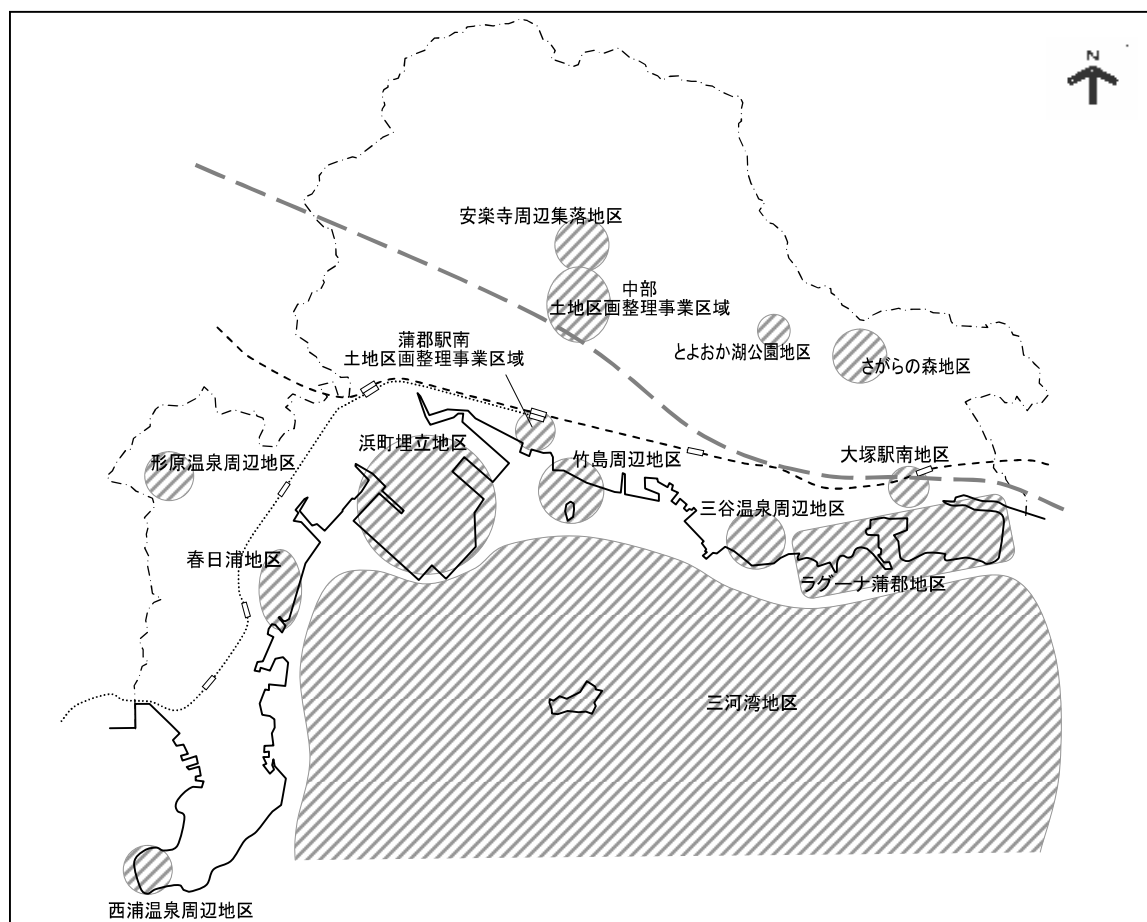 N
安楽寺周辺集落地区
中部
土地区画整理事業区域
蒲郡駅南
土地区画整理事業区域
とよおか湖公園地区
さがらの森地区
形原温泉周辺地区
浜町埋立地区
竹島周辺地区
大塚駅南地区
三谷温泉周辺地区
春日浦地区
ラグーナ蒲郡地区
三河湾地区
西浦温泉周辺地区